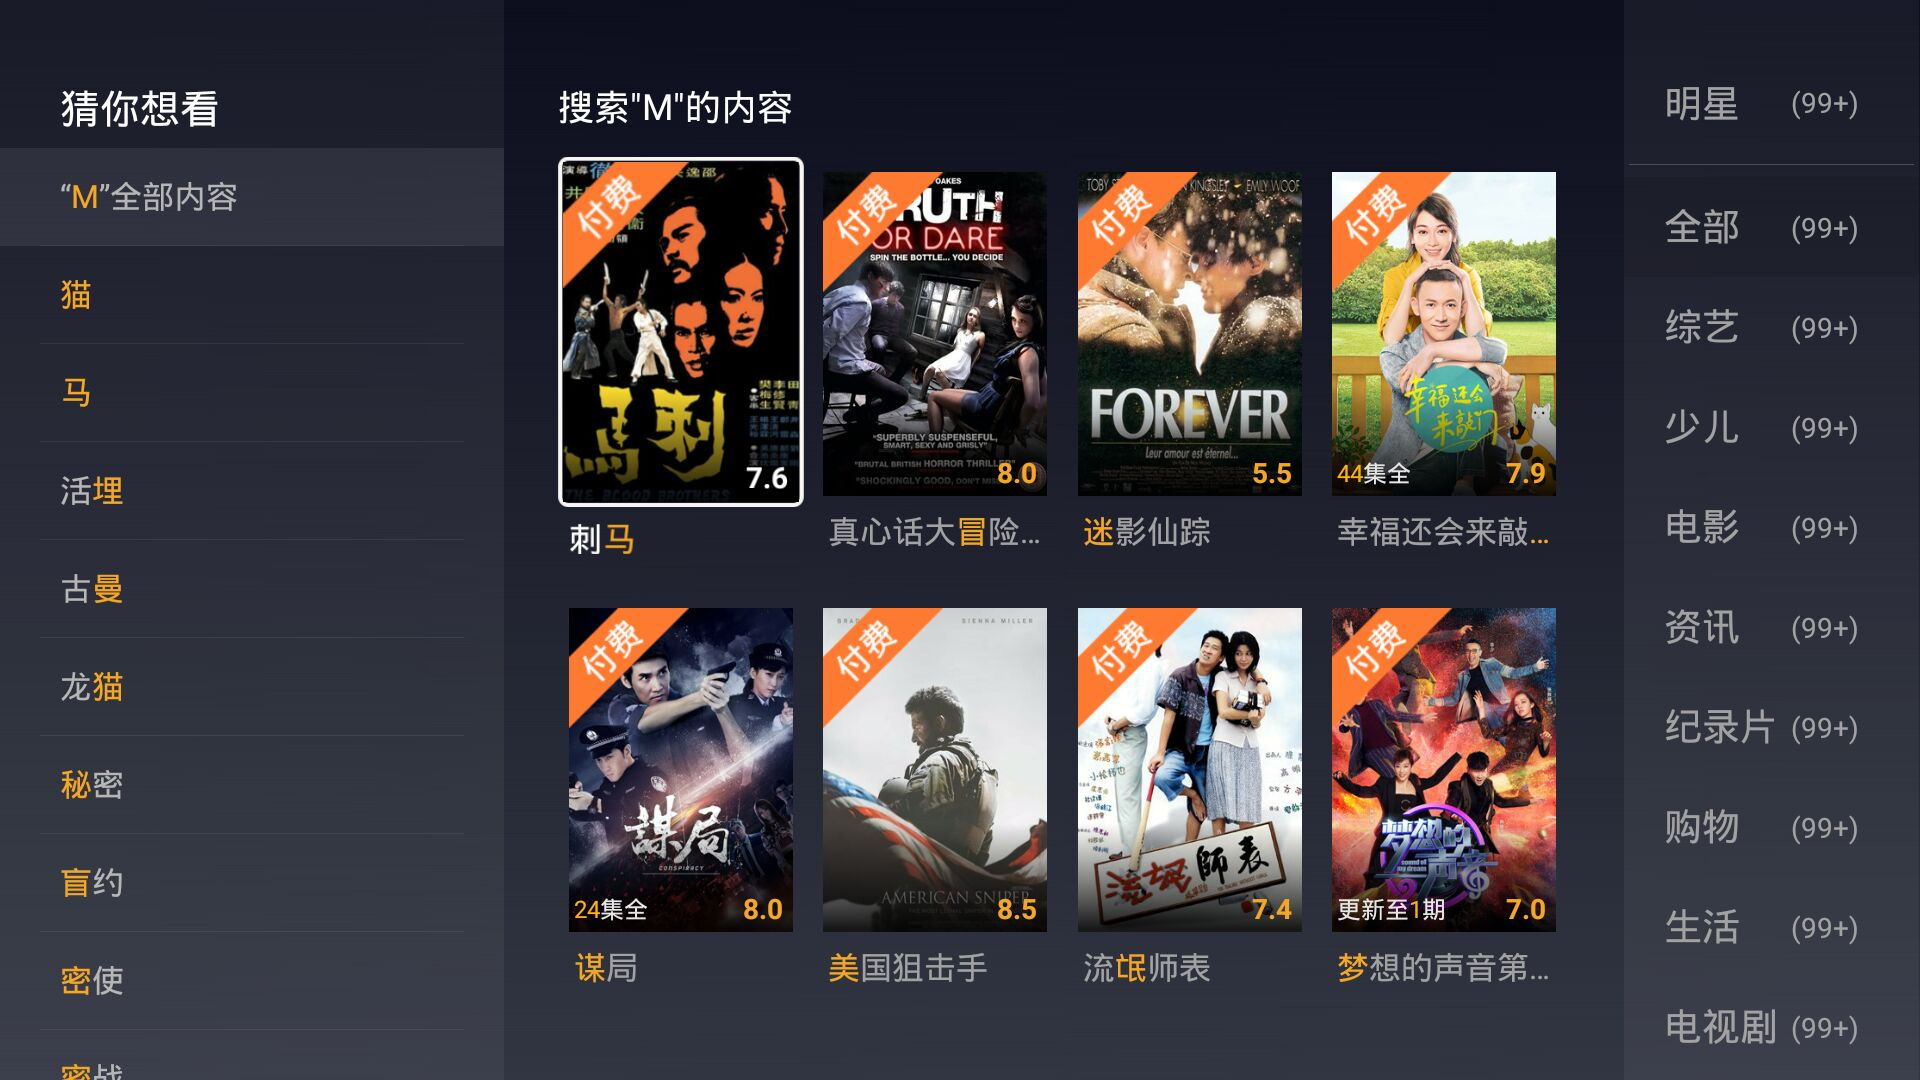 猜你想看
“M”全部内容
猫
马
活埋
古曼
龙猫
秘密
盲约
密使
密战
搜索"M"的内容
付费
刺馬
THE BLOOD BROTHERS
7.6
刺马
付费
OAKES
TRUTH
OR DARE
SPIN THE BOTTLE... YOU DECIDE
"SUPERBLY SUSPENSEFUL,
SMART, SEXY AND GRISLY"
"BRUTAL BRITISH HORROR THRILLER"
8.0
真心话大冒险...
付费
TOBY
KINGSLEY
EMILY WOOF
FOREVER
Leur amour est éternel...
5.5
迷影仙踪
付费
幸福还会
来敲门
44集全
7.9
幸福还会来敲...
付费
謀局
CONSPIRACY
24集全
8.0
谋局
付费
SIENNA MILLER
AMERICAN SNIPER
8.5
美国狙击手
付费
流氓師表
7.4
流氓师表
付费
梦想的
sound of
my dream
声音
更新至1期
7.0
梦想的声音第...
明星 (99+)
全部 (99+)
综艺 (99+)
少儿 (99+)
电影 (99+)
资讯 (99+)
纪录片 (99+)
购物 (99+)
生活 (99+)
电视剧 (99+)